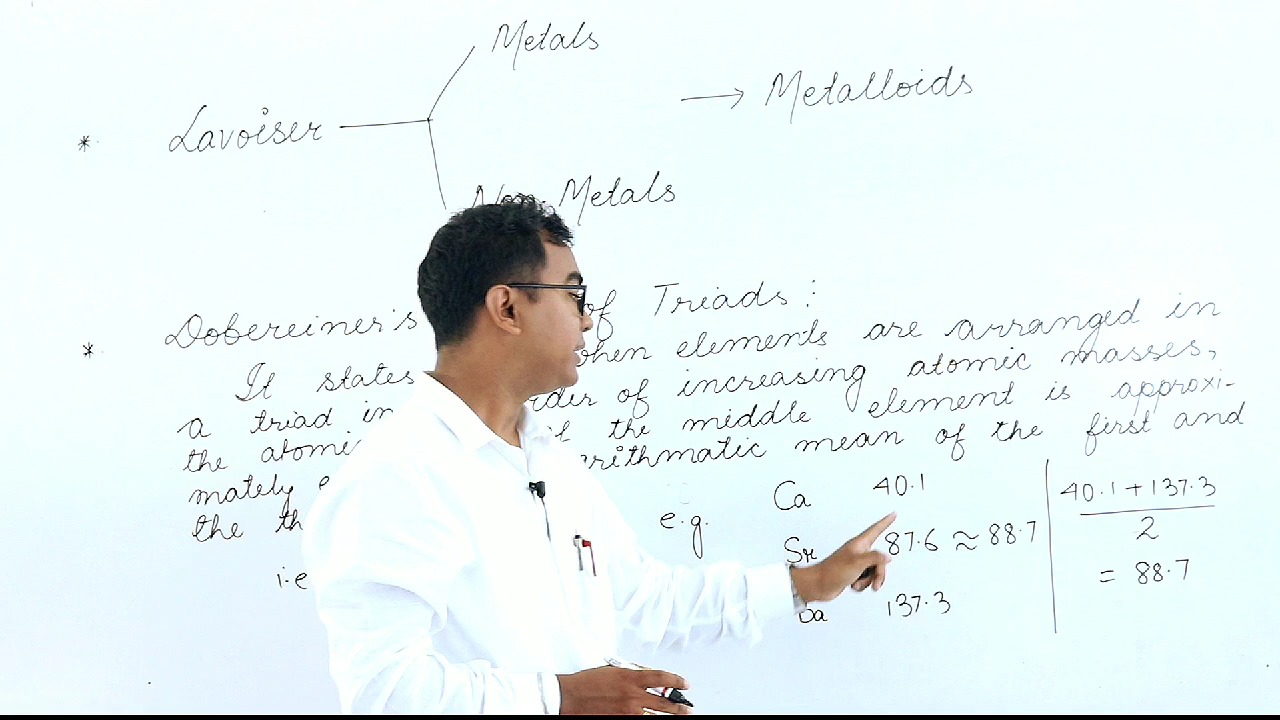 Metals
→ Metalloids
* Lavoiser
Metals
* Dobereiner's of Triads :
It states when elements are arranged in
a triad in order of increasing atomic masses,
the middle element is approxi-
mately arithmatic mean of the first and
the
i.e
e.g. Ca 40.1
Sr 87.6 ≈ 88.7
Ba 137.3
40.1 + 137.3
2
= 88.7